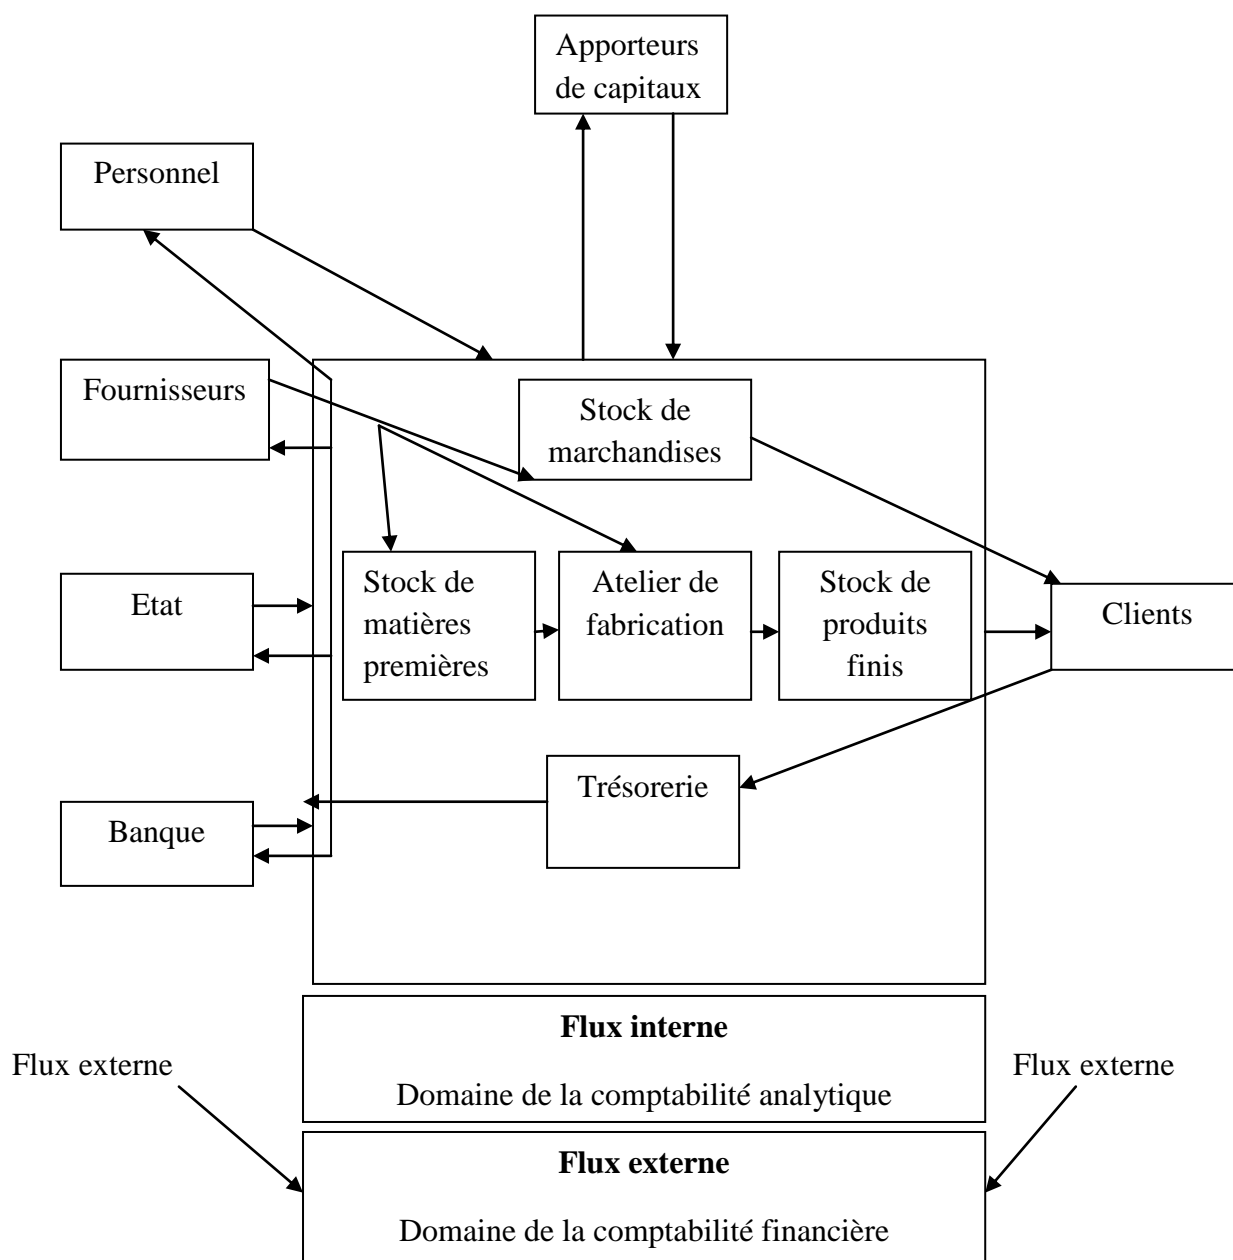 Apporteurs
de capitaux
Personnel
Fournisseurs
Stock de
marchandises
Stock de
matières
premières
Atelier de
fabrication
Stock de
produits
finis
Etat
Clients
Trésorerie
Banque
Flux interne
Domaine de la comptabilité analytique
Flux externe
Flux externe
Flux externe
Domaine de la comptabilité financière